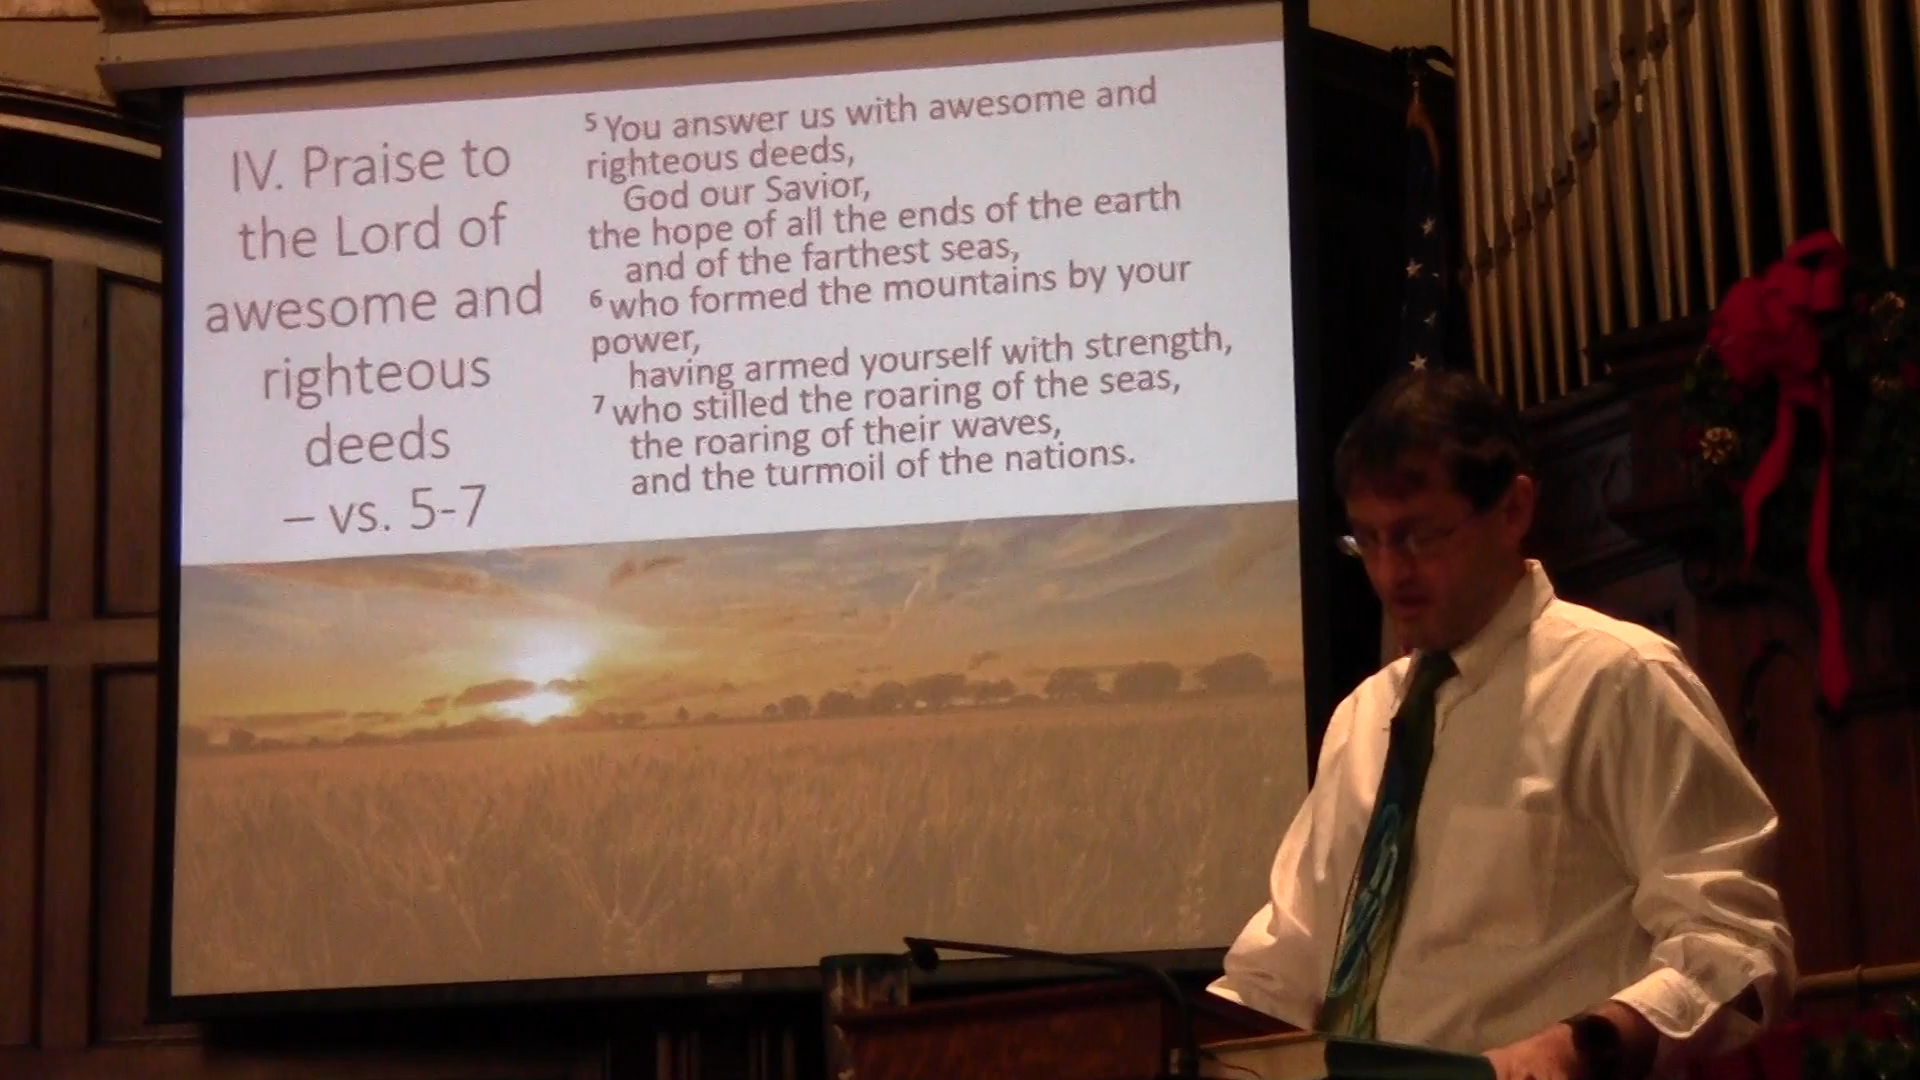 IV. Praise to
the Lord of
awesome and
righteous
deeds
– vs. 5-7
5 You answer us with awesome and
righteous deeds,
God our Savior,
the hope of all the ends of the earth
and of the farthest seas,
6 who formed the mountains by your
power,
having armed yourself with strength,
7 who stilled the roaring of the seas,
the roaring of their waves,
and the turmoil of the nations.